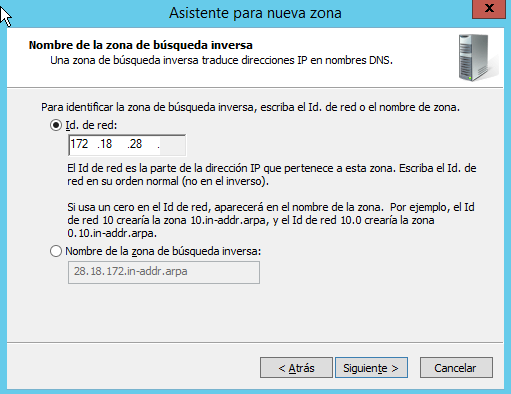 Asistente para nueva zona
x
Nombre de la zona de búsqueda inversa
Una zona de búsqueda inversa traduce direcciones IP en nombres DNS.
Para identificar la zona de búsqueda inversa, escriba el Id. de red o el nombre de zona.
Id. de red:
172 .18 .28 .
El Id de red es la parte de la dirección IP que pertenece a esta zona. Escriba el Id. de
red en su orden normal (no en el inverso).
Si usa un cero en el Id de red, aparecerá en el nombre de la zona. Por ejemplo, el Id
de red 10 crearía la zona 10.in-addr.arpa, y el Id de red 10.0 crearía la zona
0.10.in-addr.arpa.
Nombre de la zona de búsqueda inversa:
28.18.172.in-addr.arpa
< Atrás Siguiente > Cancelar